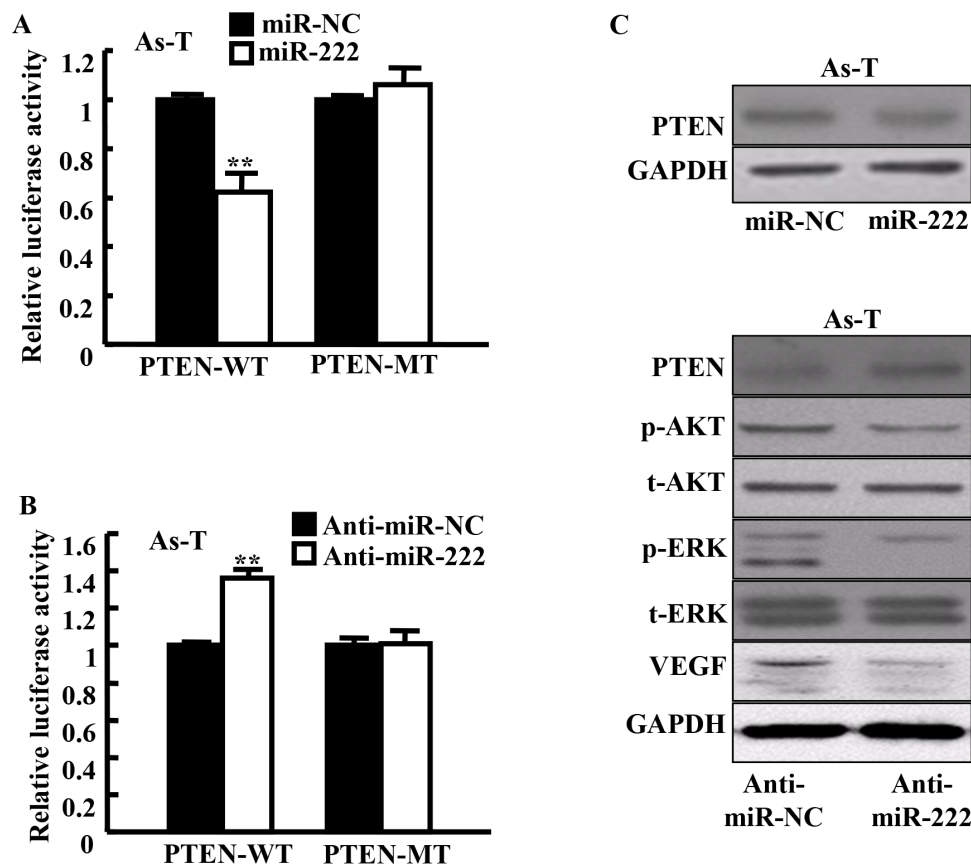 A
As-T
miR-NC
miR-222
Relative luciferase activity
1.2
1
0.8
0.6
0.4
0.2
0
**
PTEN-WT
PTEN-MT
B
As-T
Anti-miR-NC
Anti-miR-222
Relative luciferase activity
1.6
1.4
1.2
1
0.8
0.6
0.4
0.2
0
**
PTEN-WT
PTEN-MT
C
As-T
PTEN
GAPDH
miR-NC
miR-222
As-T
PTEN
p-AKT
t-AKT
p-ERK
t-ERK
VEGF
GAPDH
Anti-
miR-NC
Anti-
miR-222